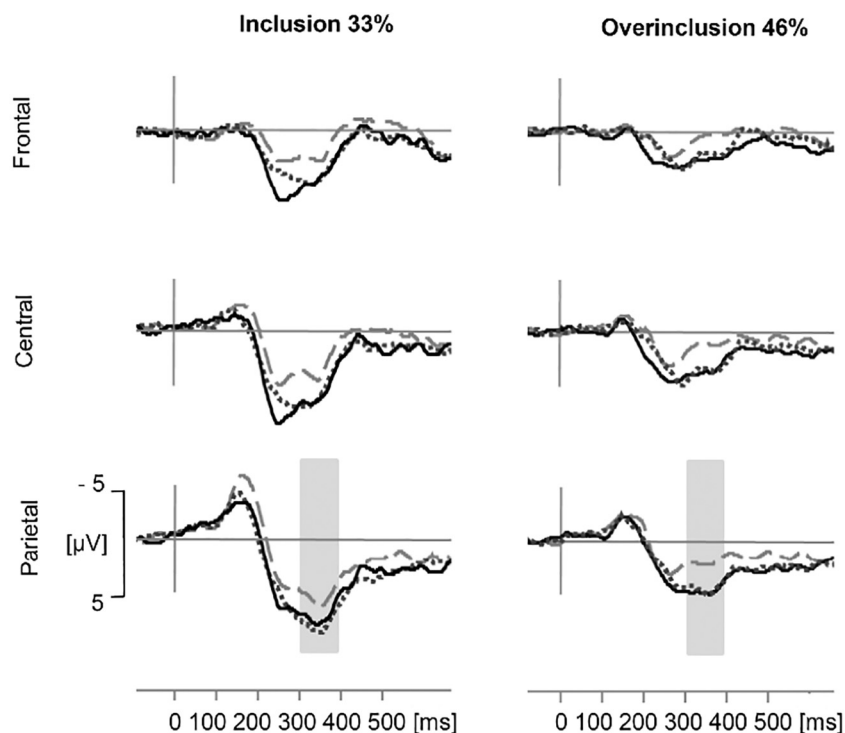 Inclusion 33%
Overinclusion 46%
Frontal
Central
Parietal
- 5
[µV]
5
0 100 200 300 400 500 [ms]
0 100 200 300 400 500 [ms]